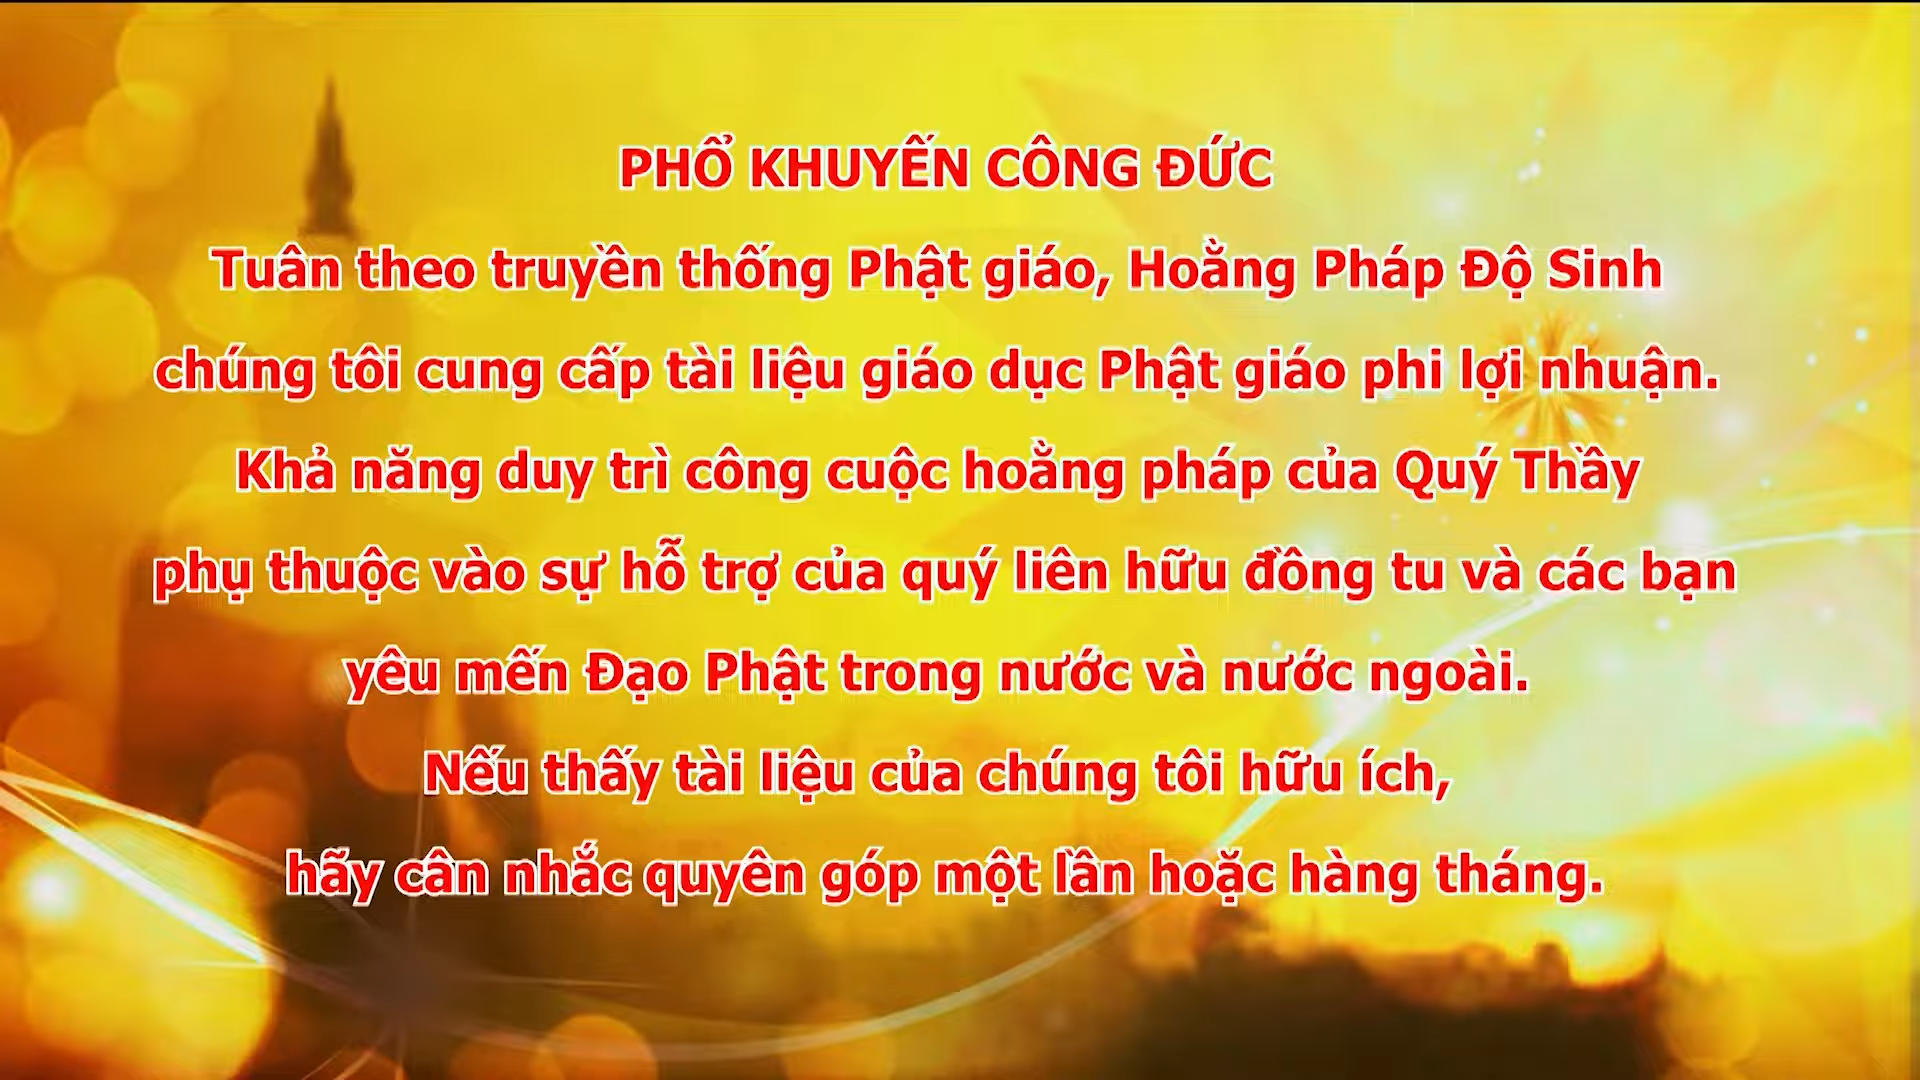 PHỔ KHUYẾN CÔNG ĐỨC
Tuân theo truyền thống Phật giáo, Hoằng Pháp Độ Sinh
chúng tôi cung cấp tài liệu giáo dục Phật giáo phi lợi nhuận.
Khả năng duy trì công cuộc hoằng pháp của Quý Thầy
phụ thuộc vào sự hỗ trợ của quý liên hữu đồng tu và các bạn
yêu mến Đạo Phật trong nước và nước ngoài.
Nếu thấy tài liệu của chúng tôi hữu ích,
hãy cân nhắc quyên góp một lần hoặc hàng tháng.